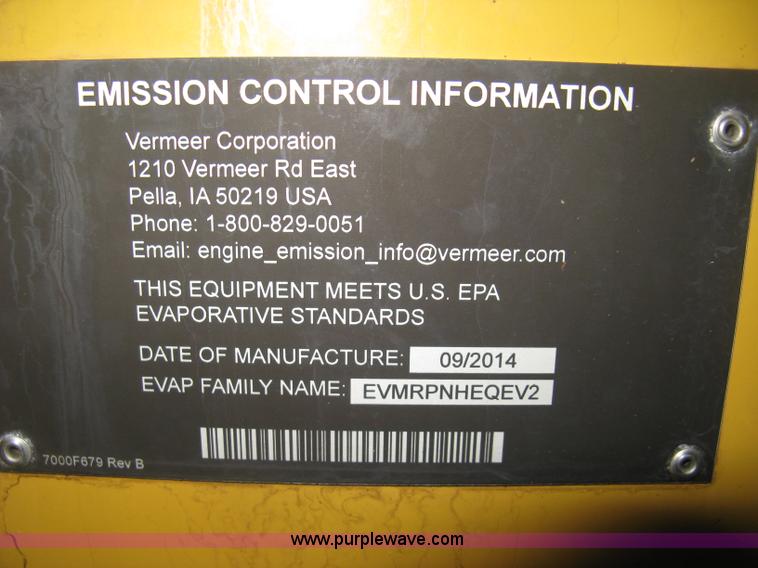 EMISSION CONTROL INFORMATION
Vermeer Corporation
1210 Vermeer Rd East
Pella, IA 50219 USA
Phone: 1-800-829-0051
Email: engine_emission_info@vermeer.com
THIS EQUIPMENT MEETS U.S. EPA
EVAPORATIVE STANDARDS
DATE OF MANUFACTURE: 09/2014
EVAP FAMILY NAME: EVMRPNHEQEV2
7000F679 Rev B
www.purplewave.com